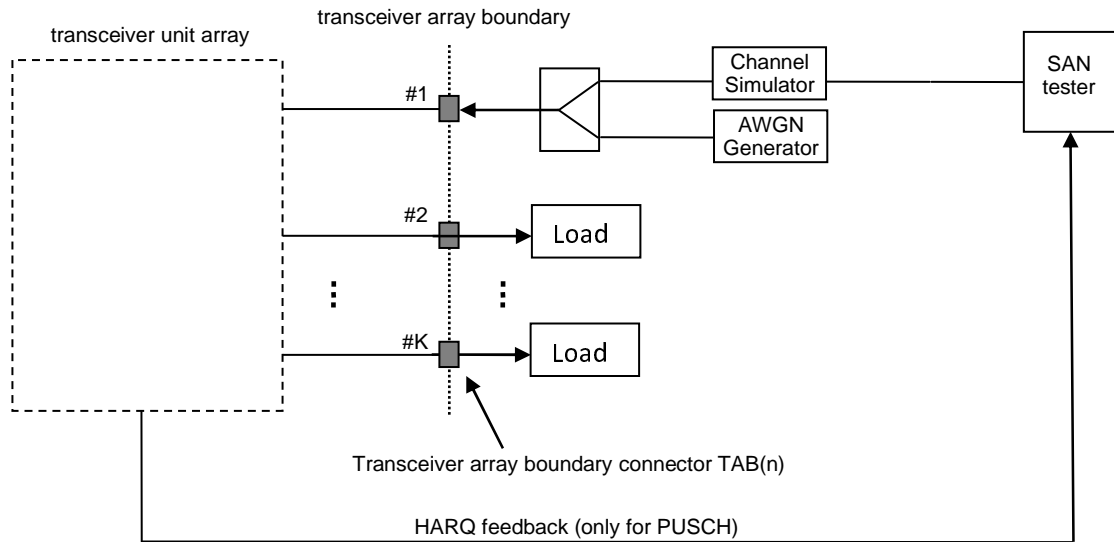 transceiver array boundary
transceiver unit array
Channel
Simulator
SAN
tester
#1
AWGN
Generator
#2
Load
#K
Load
Transceiver array boundary connector TAB(n)
HARQ feedback (only for PUSCH)